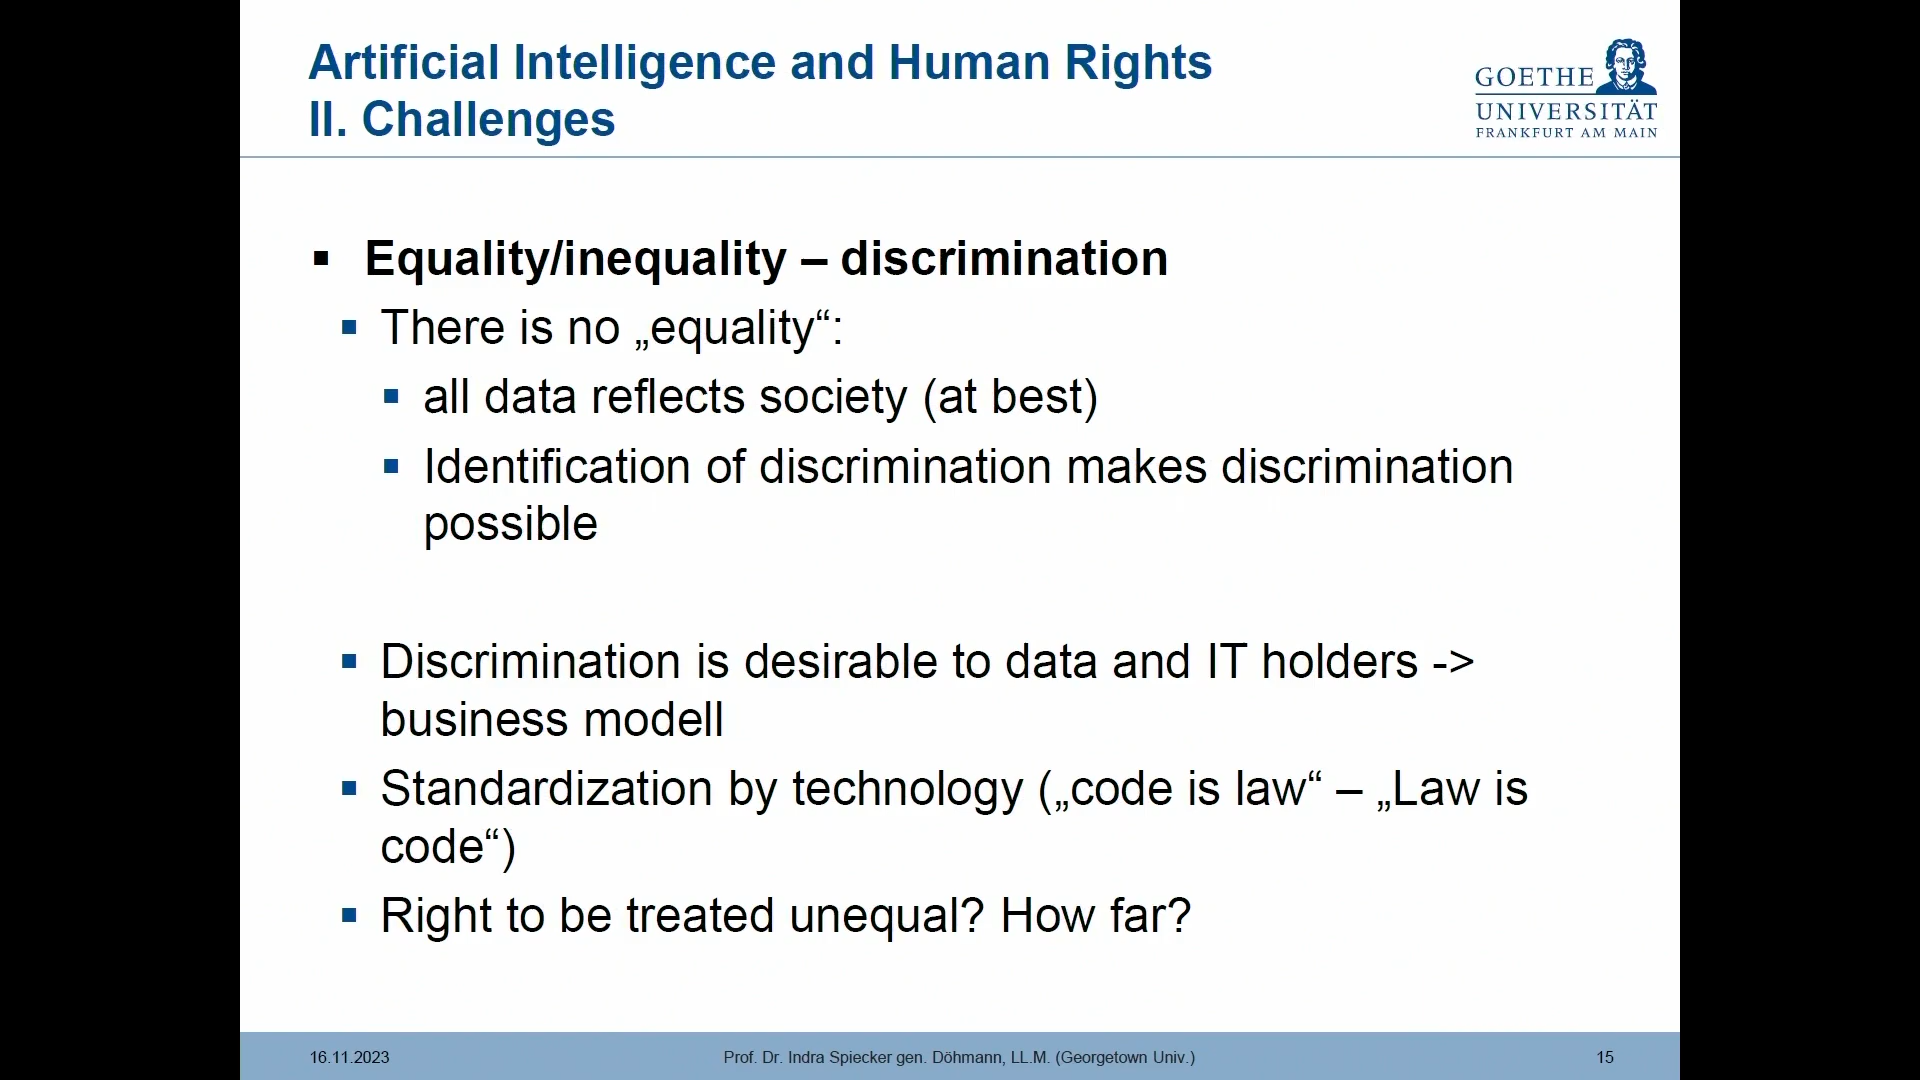 Artificial Intelligence and Human Rights
II. Challenges
GOETHE
UNIVERSITÄT
FRANKFURT AM MAIN
Equality/inequality – discrimination
There is no „equality“:
all data reflects society (at best)
Identification of discrimination makes discrimination
possible
Discrimination is desirable to data and IT holders ->
business modell
Standardization by technology („code is law“ – „Law is
code“)
Right to be treated unequal? How far?
16.11.2023
Prof. Dr. Indra Spiecker gen. Döhmann, LL.M. (Georgetown Univ.)
15